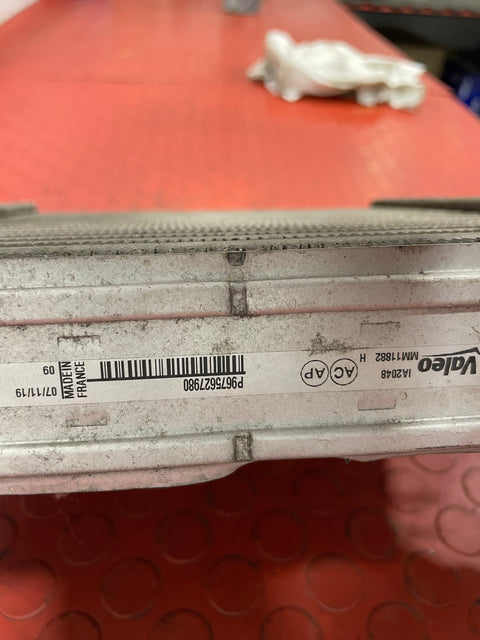 Valeo
IA2048
MM11882 H
AC AP
P9675627980
MADE IN
FRANCE
07/11/19
09